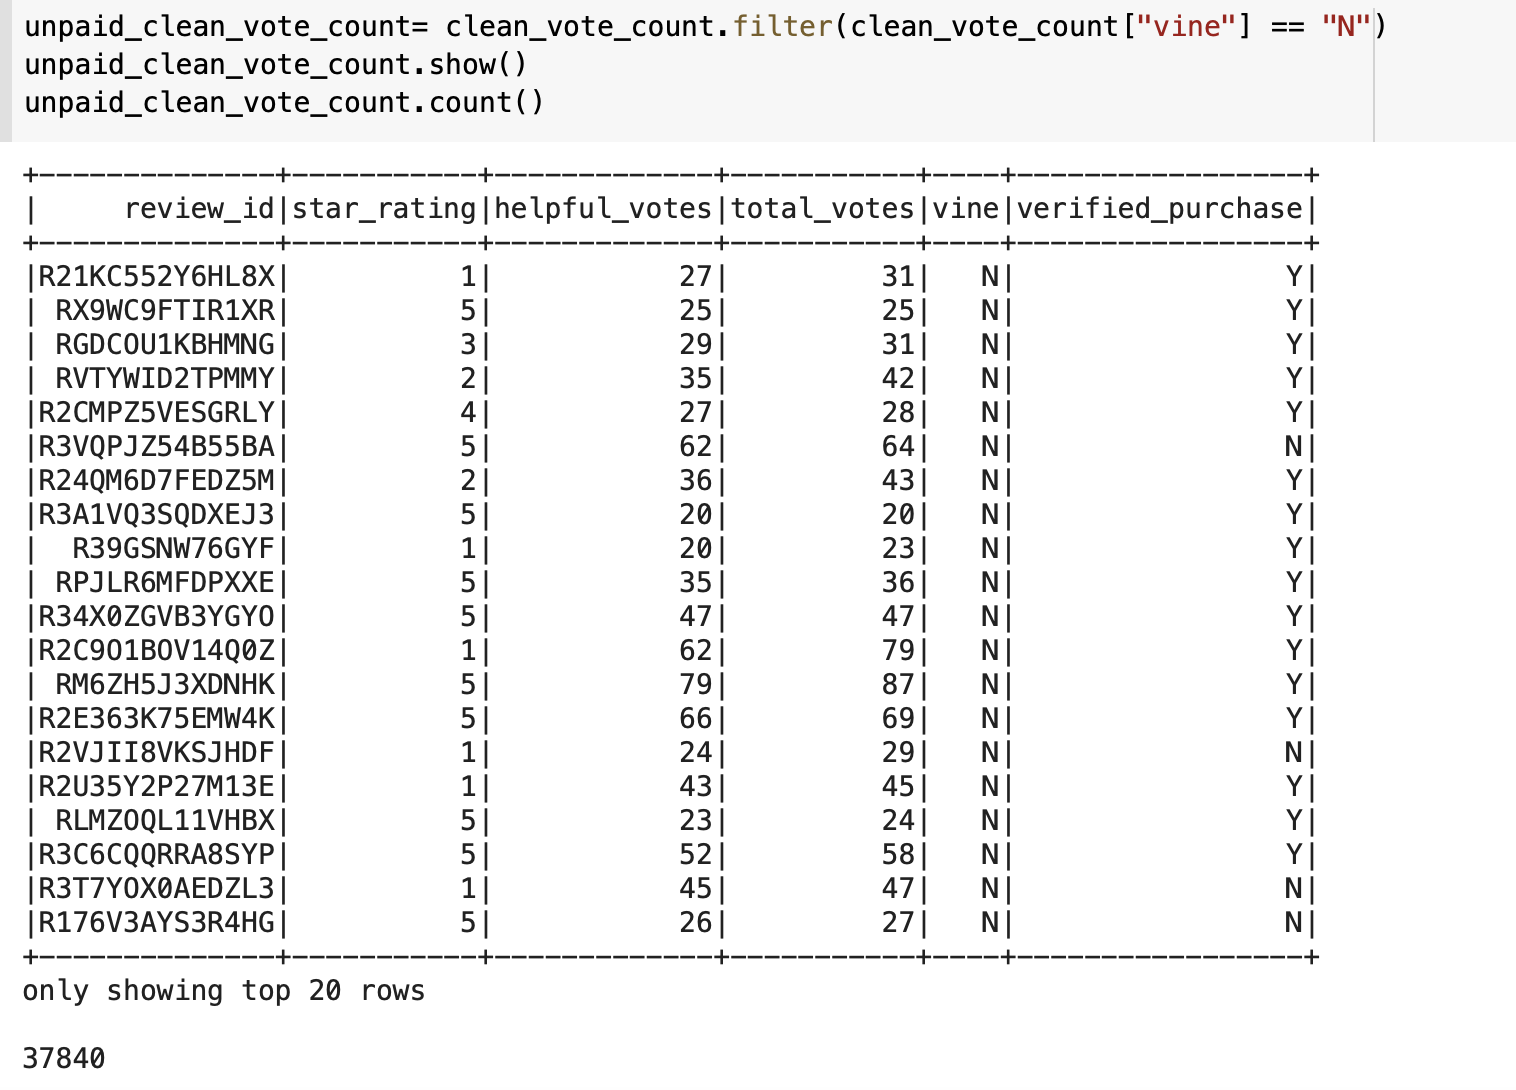 unpaid_clean_vote_count= clean_vote_count.filter(clean_vote_count["vine"] == "N")
unpaid_clean_vote_count.show()
unpaid_clean_vote_count.count()
+--------------+-----------+-------------+-----------+----+-----------------+
|     review_id|star_rating|helpful_votes|total_votes|vine|verified_purchase|
+--------------+-----------+-------------+-----------+----+-----------------+
|R21KC552Y6HL8X|          1|           27|         31|   N|                Y|
| RX9WC9FTIR1XR|          5|           25|         25|   N|                Y|
| RGDCOU1KBHMNG|          3|           29|         31|   N|                Y|
| RVTYWID2TPMMY|          2|           35|         42|   N|                Y|
|R2CMPZ5VESGRLY|          4|           27|         28|   N|                Y|
|R3VQPJZ54B55BA|          5|           62|         64|   N|                N|
|R24QM6D7FEDZ5M|          2|           36|         43|   N|                Y|
|R3A1VQ3SQDXEJ3|          5|           20|         20|   N|                Y|
|  R39GSNW76GYF|          1|           20|         23|   N|                Y|
| RPJLR6MFDPXXE|          5|           35|         36|   N|                Y|
|R34X0ZGVB3YGYO|          5|           47|         47|   N|                Y|
|R2C9O1BOV14Q0Z|          1|           62|         79|   N|                Y|
| RM6ZH5J3XDNHK|          5|           79|         87|   N|                Y|
|R2E363K75EMW4K|          5|           66|         69|   N|                Y|
|R2VJII8VKSJHDF|          1|           24|         29|   N|                N|
|R2U35Y2P27M13E|          1|           43|         45|   N|                Y|
| RLMZOQL11VHBX|          5|           23|         24|   N|                Y|
|R3C6CQQRRA8SYP|          5|           52|         58|   N|                Y|
|R3T7YOX0AEDZL3|          1|           45|         47|   N|                N|
|R176V3AYS3R4HG|          5|           26|         27|   N|                N|
+--------------+-----------+-------------+-----------+----+-----------------+
only showing top 20 rows
37840